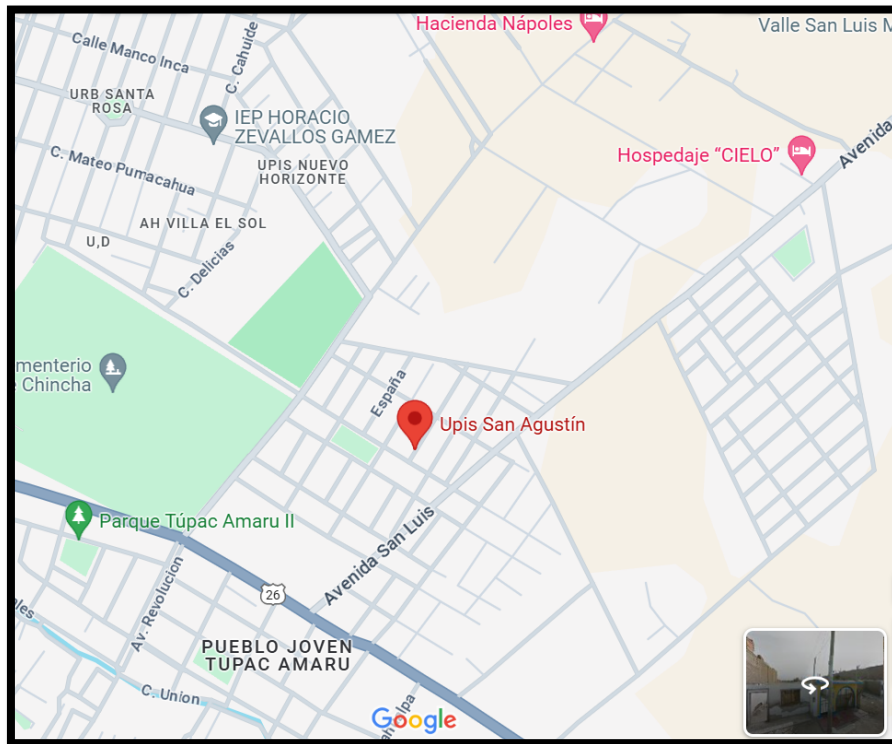 Hacienda Nápoles
Valle San Luis M
Calle Manco Inca
C. Cahuide
URB SANTA
ROSA
IEP HORACIO
ZEVALLOS GAMEZ
Hospedaje “CIELO”
Avenida
C. Mateo Pumacahua
UPIS NUEVO
HORIZONTE
AH VILLA EL SOL
U,D
C. Delicias
menterio
e Chincha
España
Upis San Agustín
Parque Túpac Amaru II
Avenida San Luis
26
Av. Revolucion
oles
PUEBLO JOVEN
TUPAC AMARU
C. Union
Google